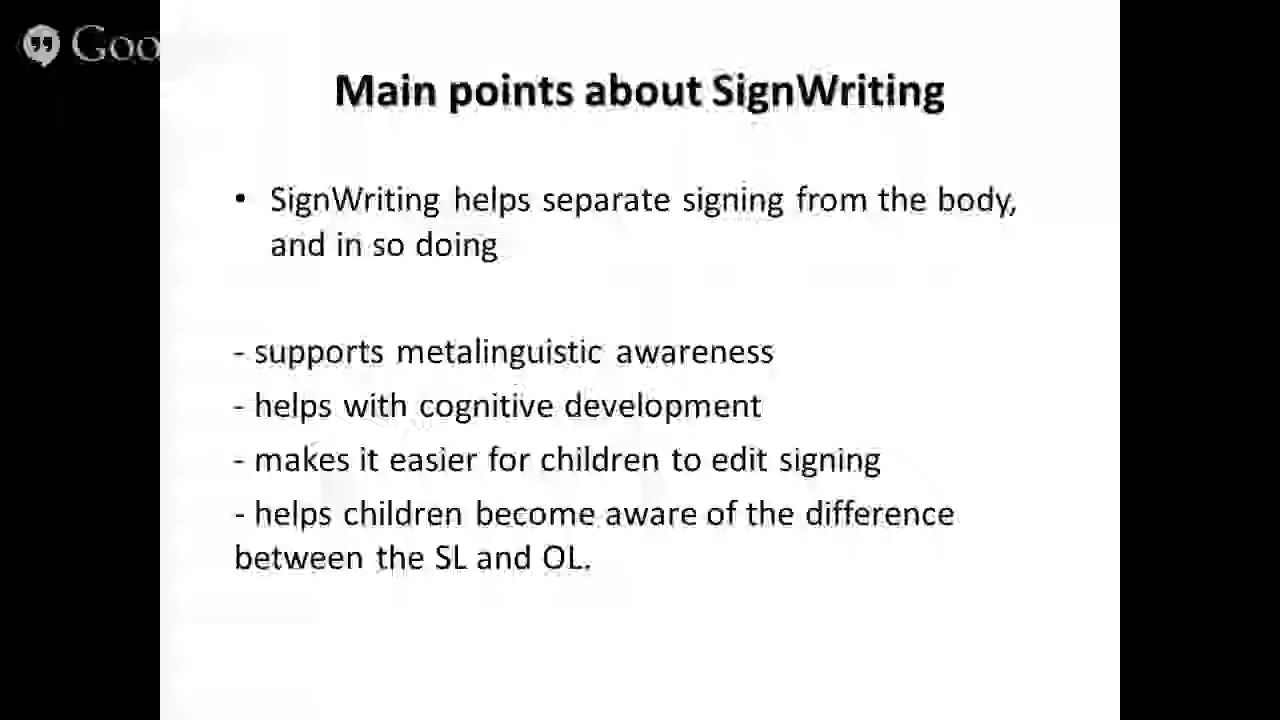 Goo
Main points about SignWriting
• SignWriting helps separate signing from the body,
and in so doing
- supports metalinguistic awareness
- helps with cognitive development
- makes it easier for children to edit signing
- helps children become aware of the difference
between the SL and OL.